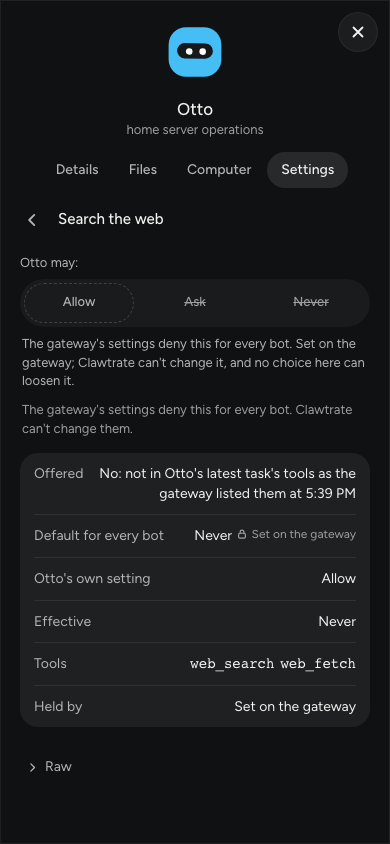 Otto
home server operations
Details Files Computer Settings
Search the web
Otto may:
Allow Ask Never
The gateway's settings deny this for every bot. Set on the
gateway; Clawtrate can't change it, and no choice here can
loosen it.
The gateway's settings deny this for every bot. Clawtrate
can't change them.
Offered No: not in Otto's latest task's tools as the
gateway listed them at 5:39 PM
Default for every bot Never Set on the gateway
Otto's own setting Allow
Effective Never
Tools web_search web_fetch
Held by Set on the gateway
Raw